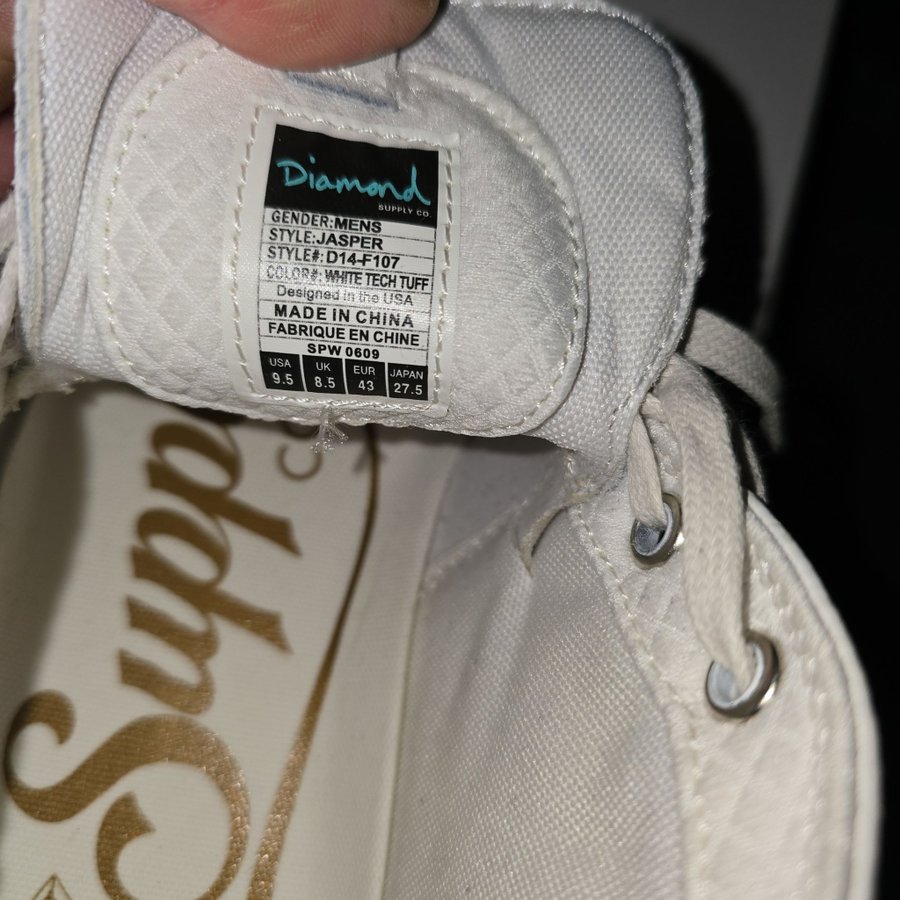 Diamond
SUPPLY CO.
GENDER:MENS
STYLE:JASPER
STYLE#:D14-F107
COLOR#: WHITE TECH TUFF
Designed in the USA
MADE IN CHINA
FABRIQUE EN CHINE
SPW 0609
USA UK EUR JAPAN
9.5 8.5 43 27.5